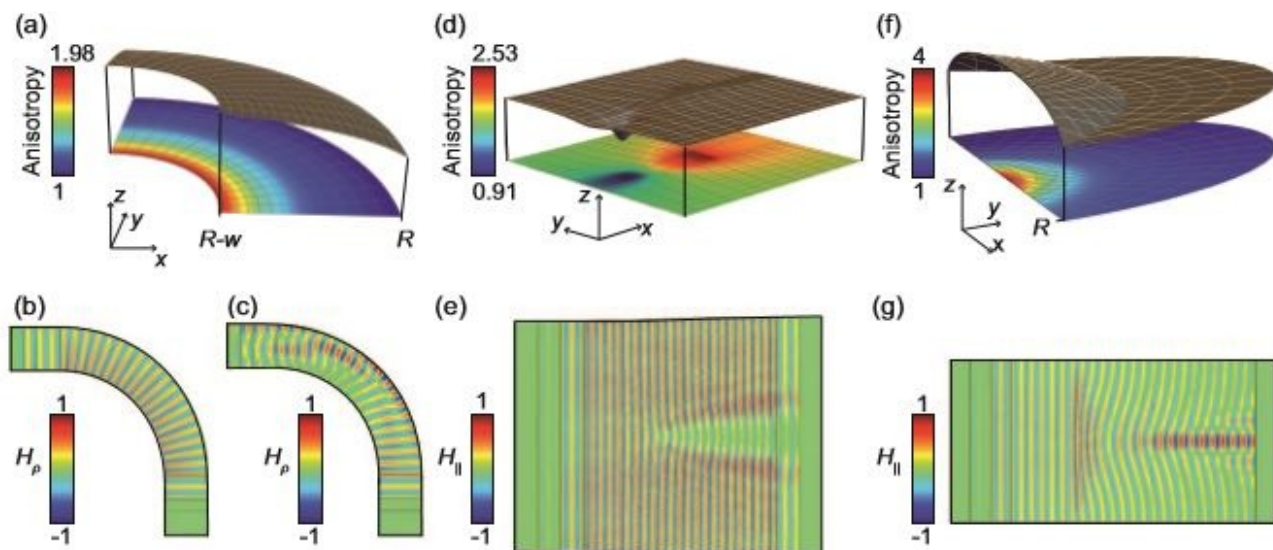 (a)
1.98
Anisotropy
1
z
y
x
R-w
R
(d)
2.53
Anisotropy
0.91
y
z
x
(f)
4
Anisotropy
1
z
y
x
R
(b)
1
Hρ
-1
(c)
1
Hρ
-1
(e)
1
H||
-1
(g)
1
H||
-1